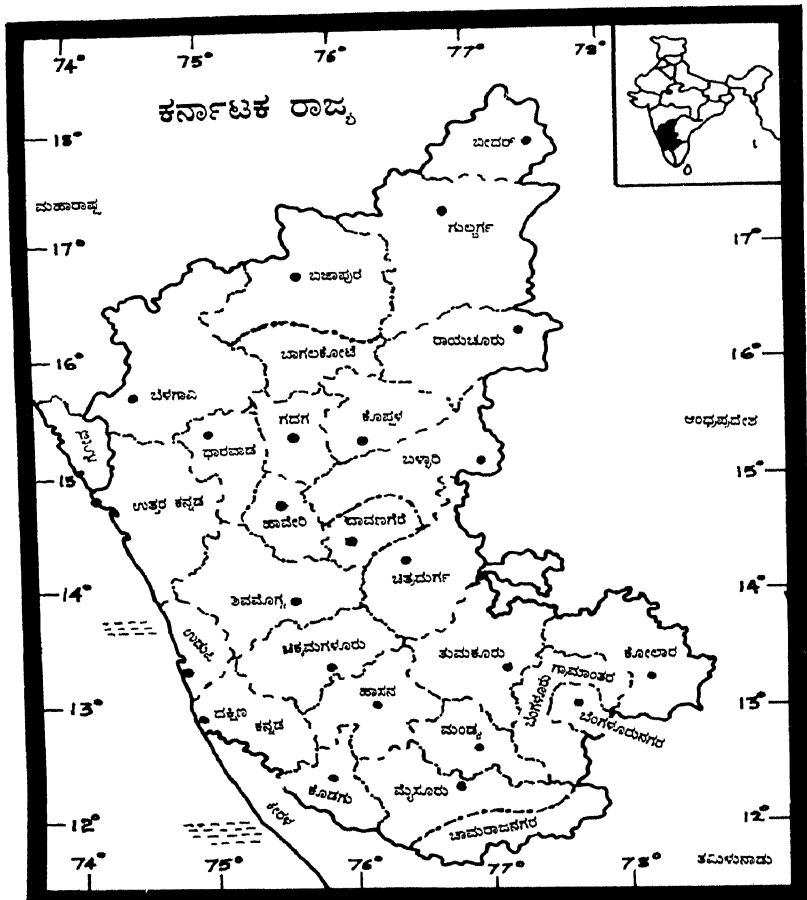 74° 75° 76° 77° 78°
ಕರ್ನಾಟಕ ರಾಜ್ಯ
18°
ಬೀದರ್
ಮಹಾರಾಷ್ಟ್ರ
ಗುಲ್ಬರ್ಗ
17° 17°
ಬಿಜಾಪುರ
ರಾಯಚೂರು
ಬಾಗಲಕೋಟೆ
16° 16°
ಬೆಳಗಾವಿ
ಗದಗ ಕೊಪ್ಪಳ
ಆಂಧ್ರಪ್ರದೇಶ
ಧಾರವಾಡ
ಬಳ್ಳಾರಿ
15° 15°
ಉತ್ತರ ಕನ್ನಡ
ಹಾವೇರಿ ದಾವಣಗೆರೆ
ಚಿತ್ರದುರ್ಗ
14° 14°
ಶಿವಮೊಗ್ಗ
ಉಡುಪಿ
ಚಿಕ್ಕಮಗಳೂರು ತುಮಕೂರು ಕೋಲಾರ
ಬೆಂಗಳೂರು ಗ್ರಾಮಾಂತರ
ಹಾಸನ
13° 13°
ದಕ್ಷಿಣ ಕನ್ನಡ
ಮಂಡ್ಯ
ಬೆಂಗಳೂರುನಗರ
ಕೊಡಗು ಮೈಸೂರು
ಕೇರಳ
ಚಾಮರಾಜನಗರ
12° 12°
74° 75° 76° 77° 78°
ತಮಿಳುನಾಡು